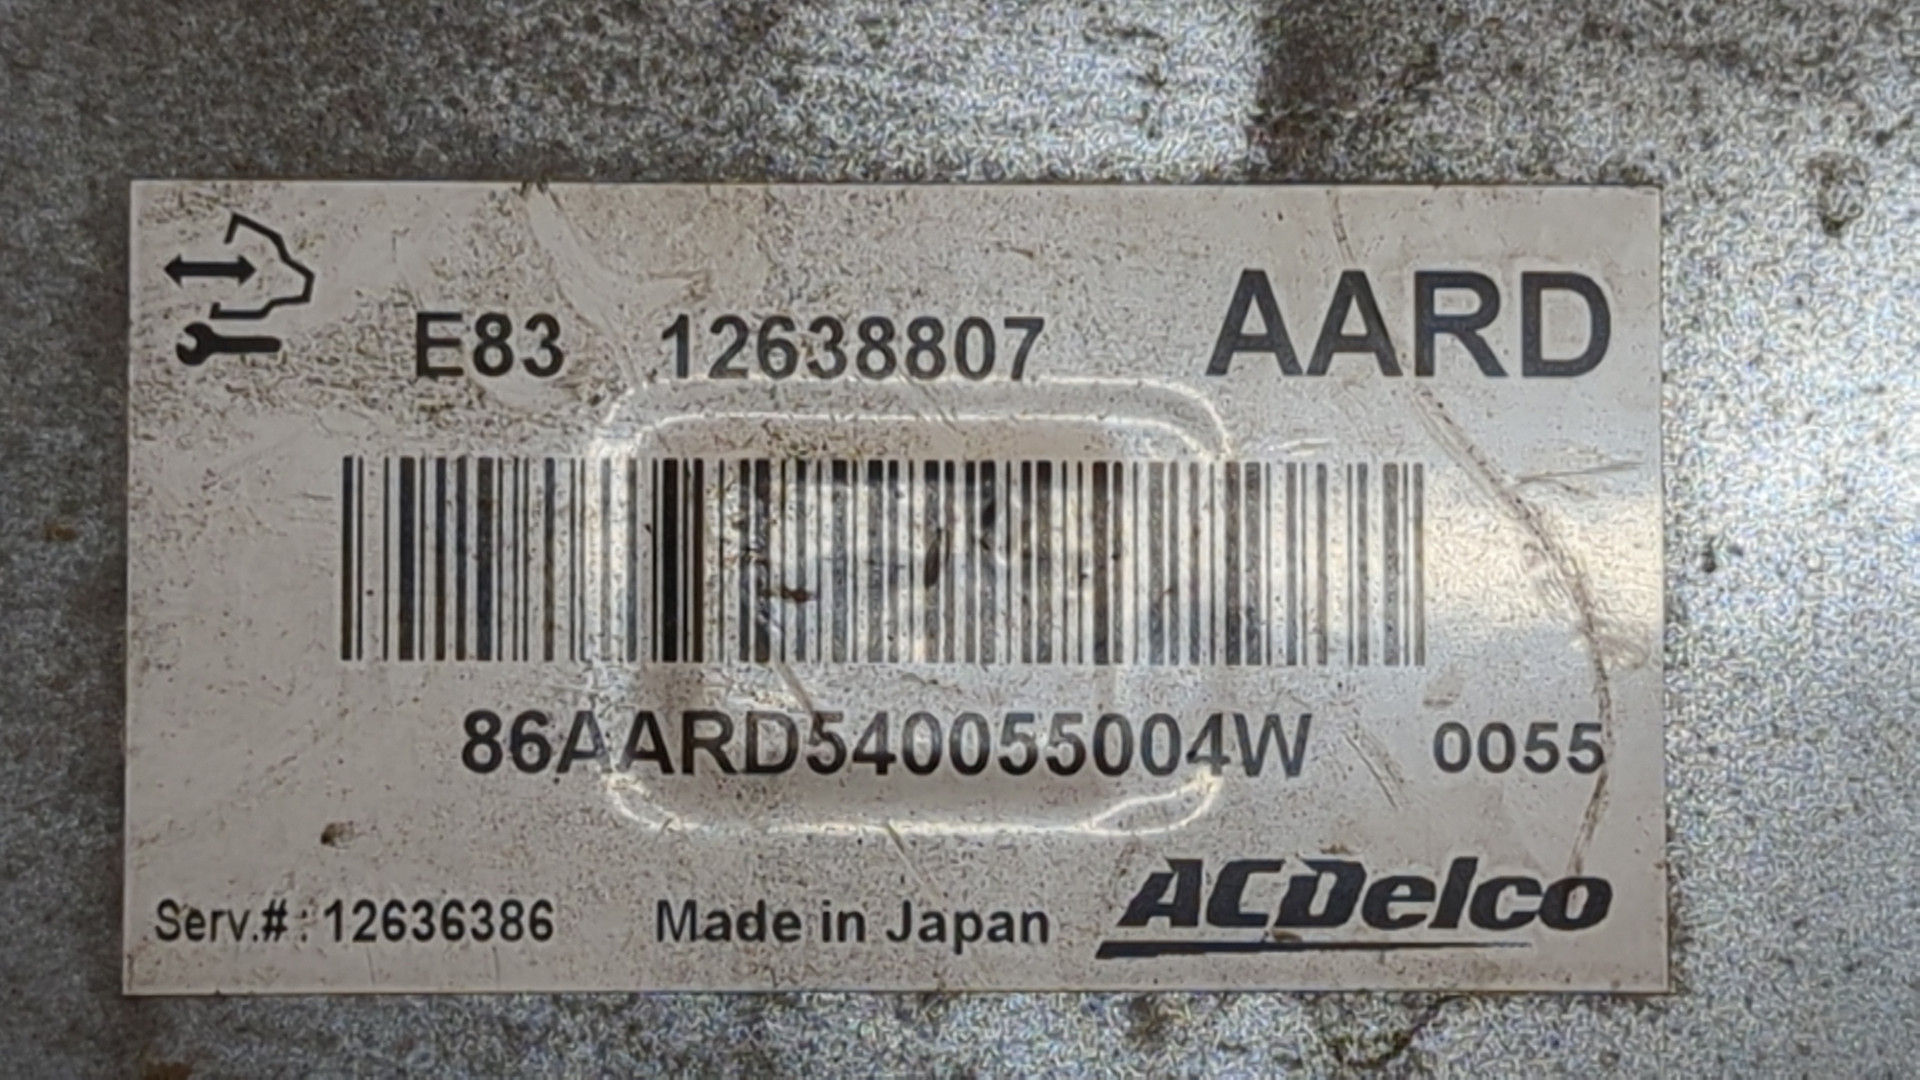 E83 12638807 AARD
86AARD540055004W 0055
Serv.#: 12636386 Made in Japan ACDelco